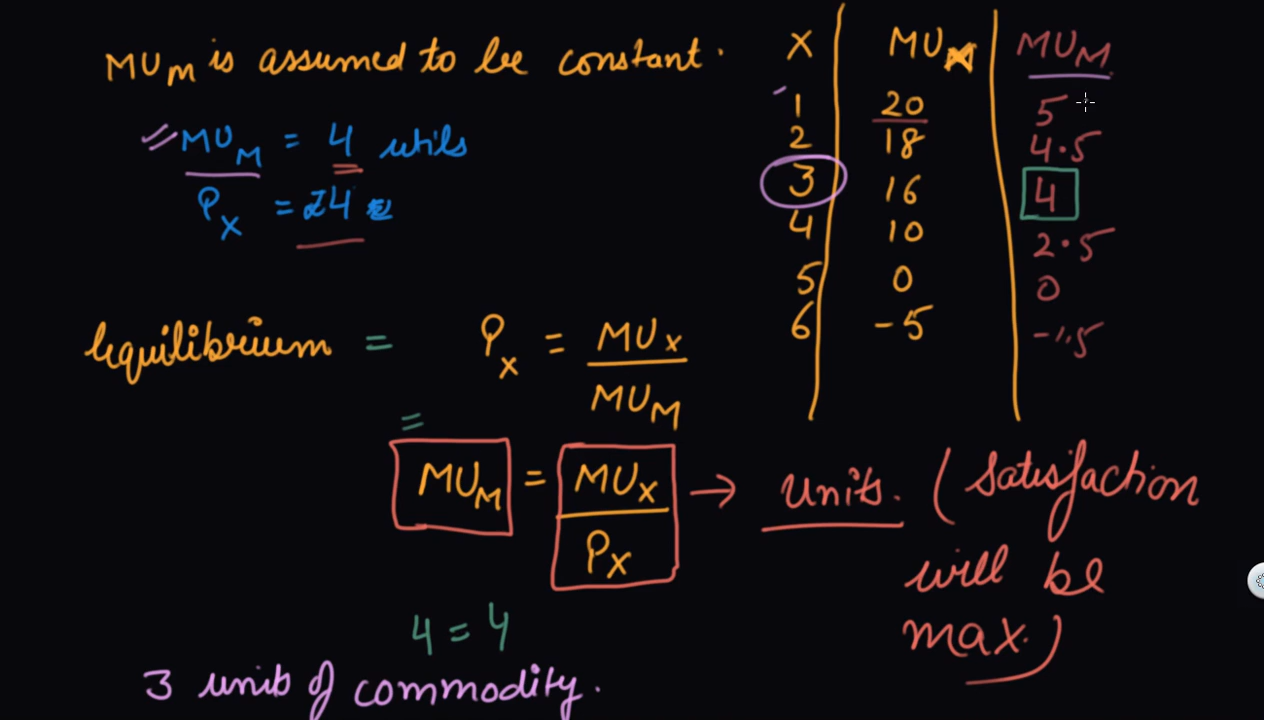 MUM is assumed to be constant.
MUM = 4 utils
PX = ₹4
X MUX MUM
1 20 5
2 18 4.5
3 16 4
4 10 2.5
5 0 0
6 -5 -1.5
Equilibrium = PX = MUX / MUM
=
MUM = MUX / PX → Units. (Satisfaction
will be
max.)
4 = 4
3 units of commodity.